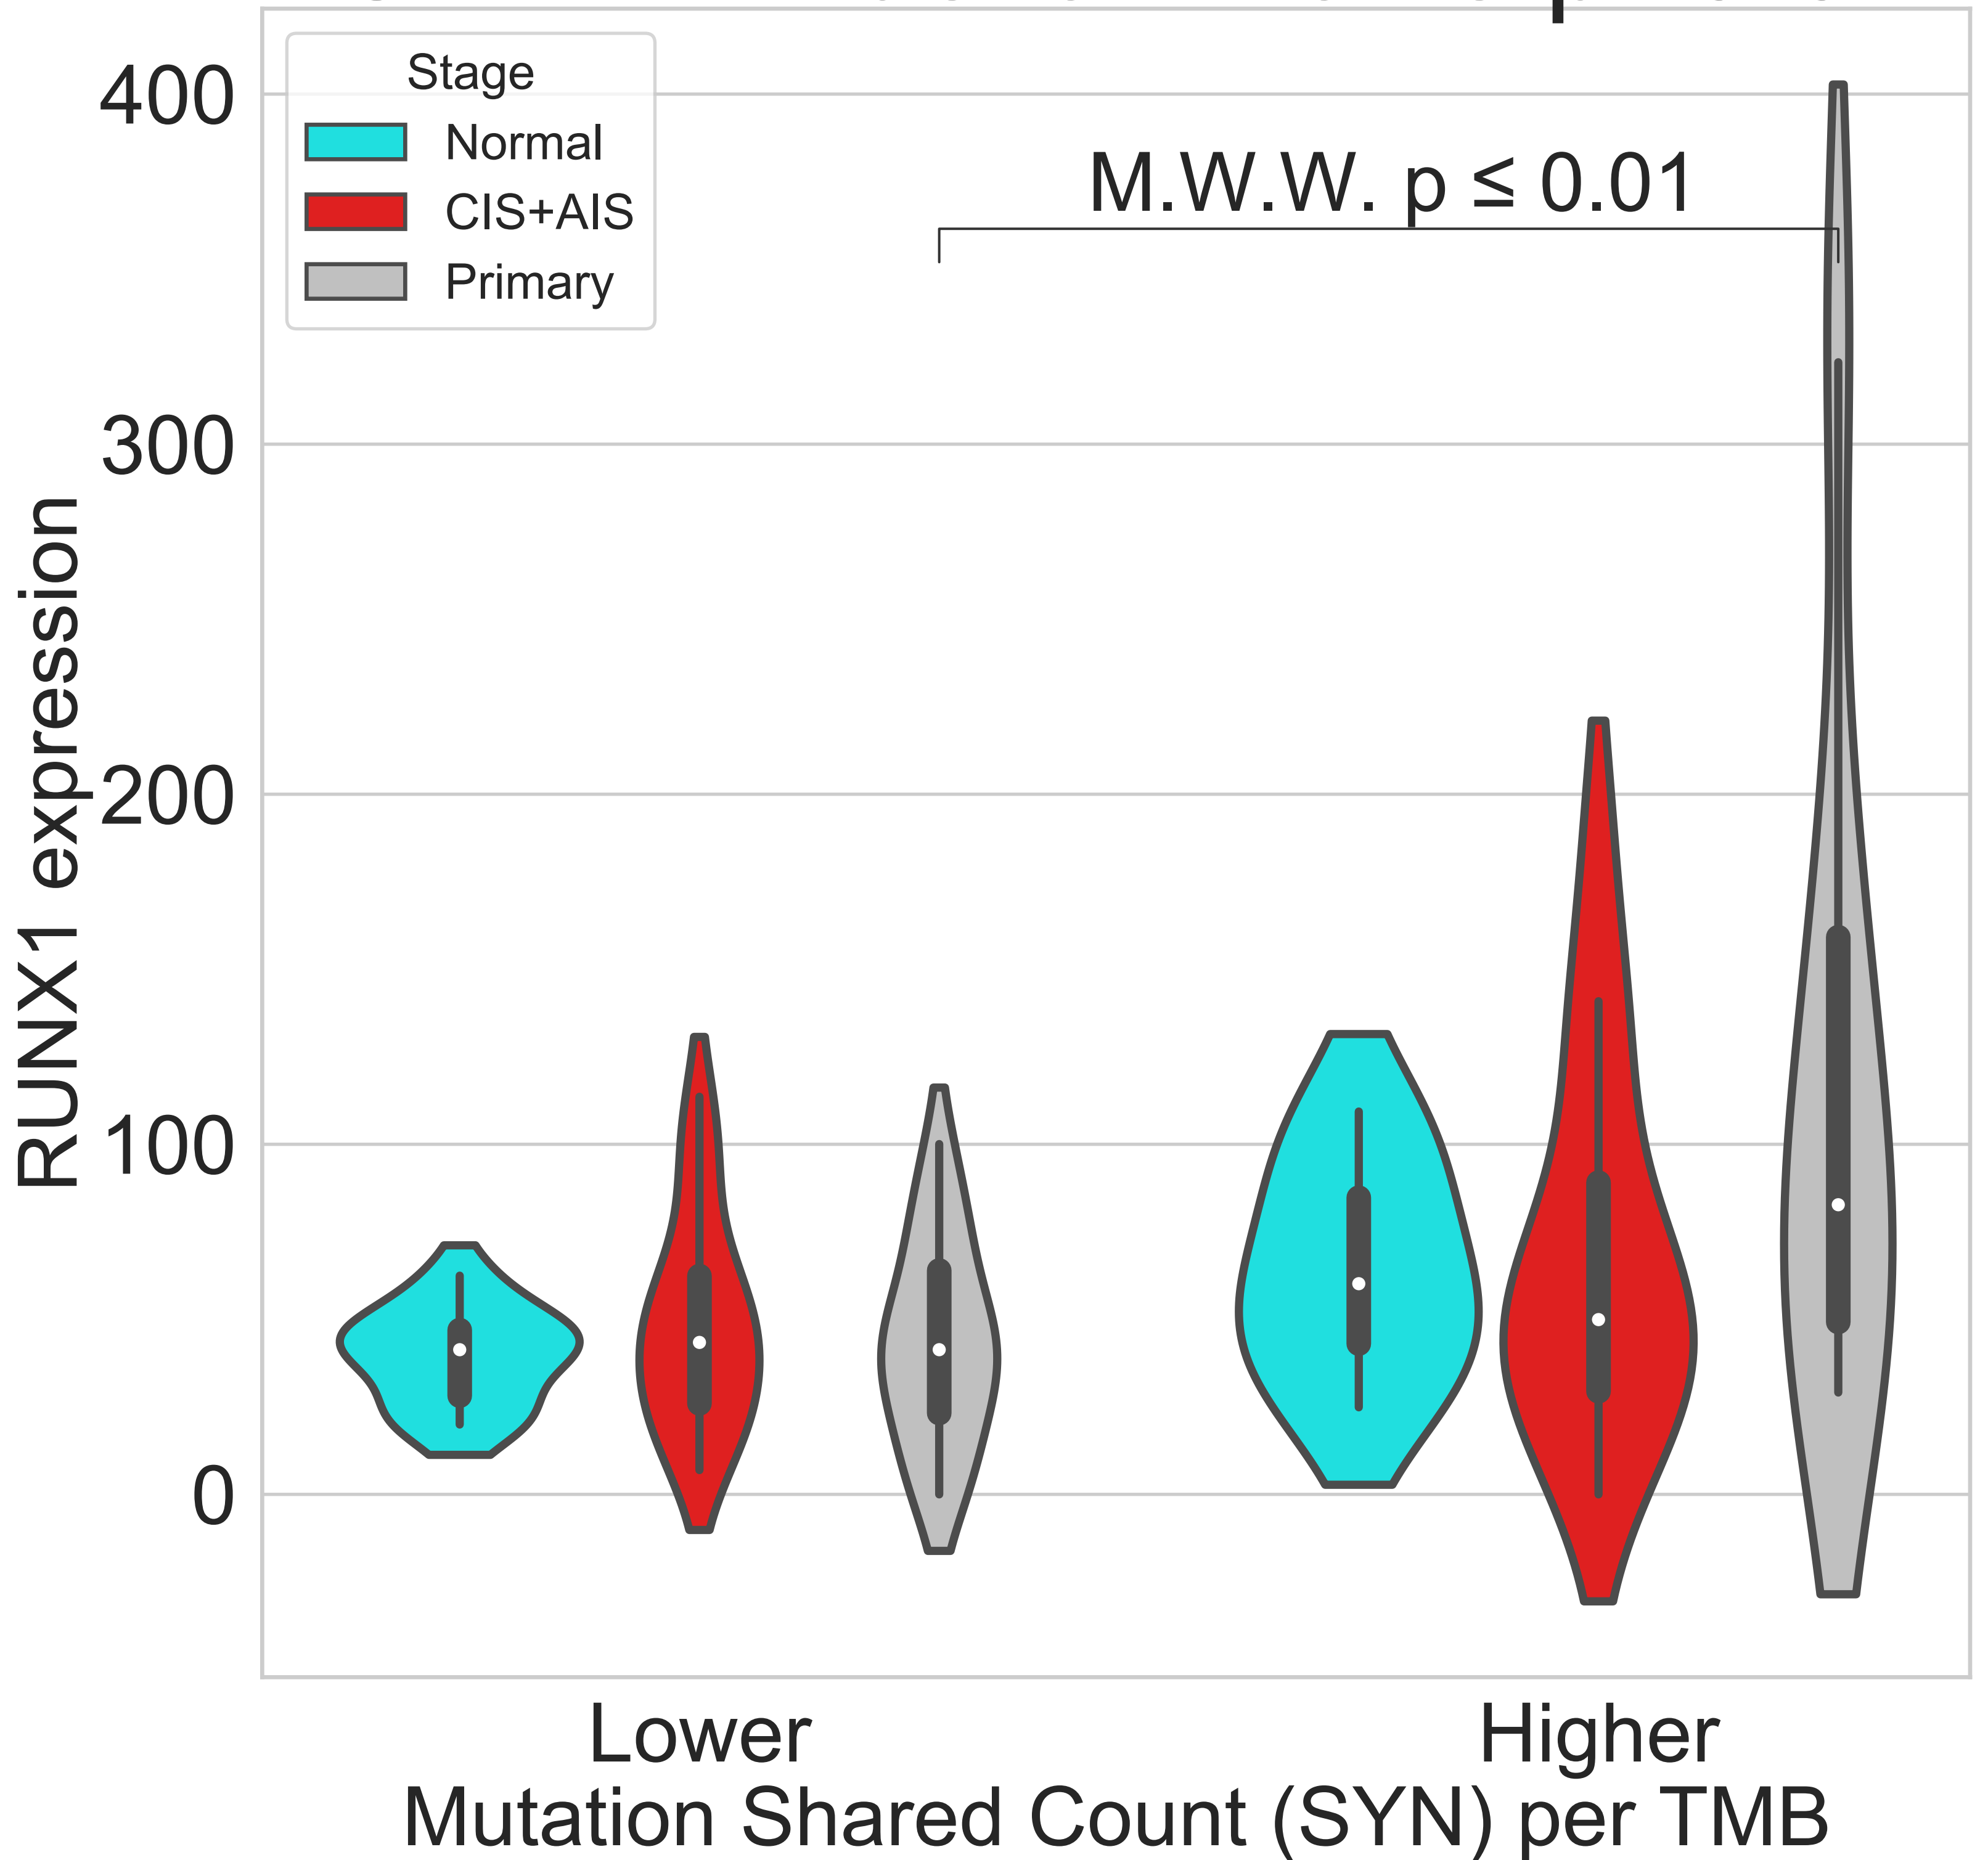 Stage
Normal
CIS+AIS
Primary
M.W.W. p ≤ 0.01
400
300
200
100
0
RUNX1 expression
Lower
Higher
Mutation Shared Count (SYN) per TMB